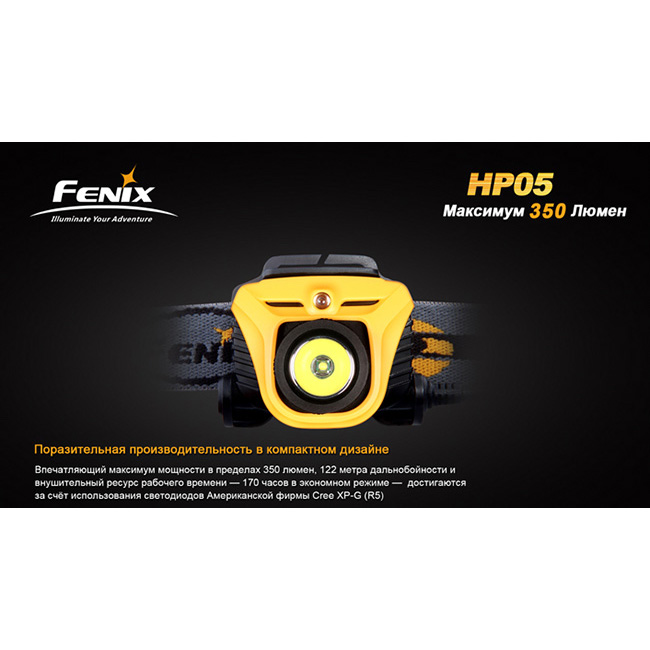 FENIX
Illuminate Your Adventure
HP05
Максимум 350 Люмен
FENIX
Поразительная производительность в компактном дизайне
Впечатляющий максимум мощности в пределах 350 люмен, 122 метра дальнобойности и
внушительный ресурс рабочего времени — 170 часов в экономном режиме — достигаются
за счёт использования светодиодов Американской фирмы Cree XP-G (R5)